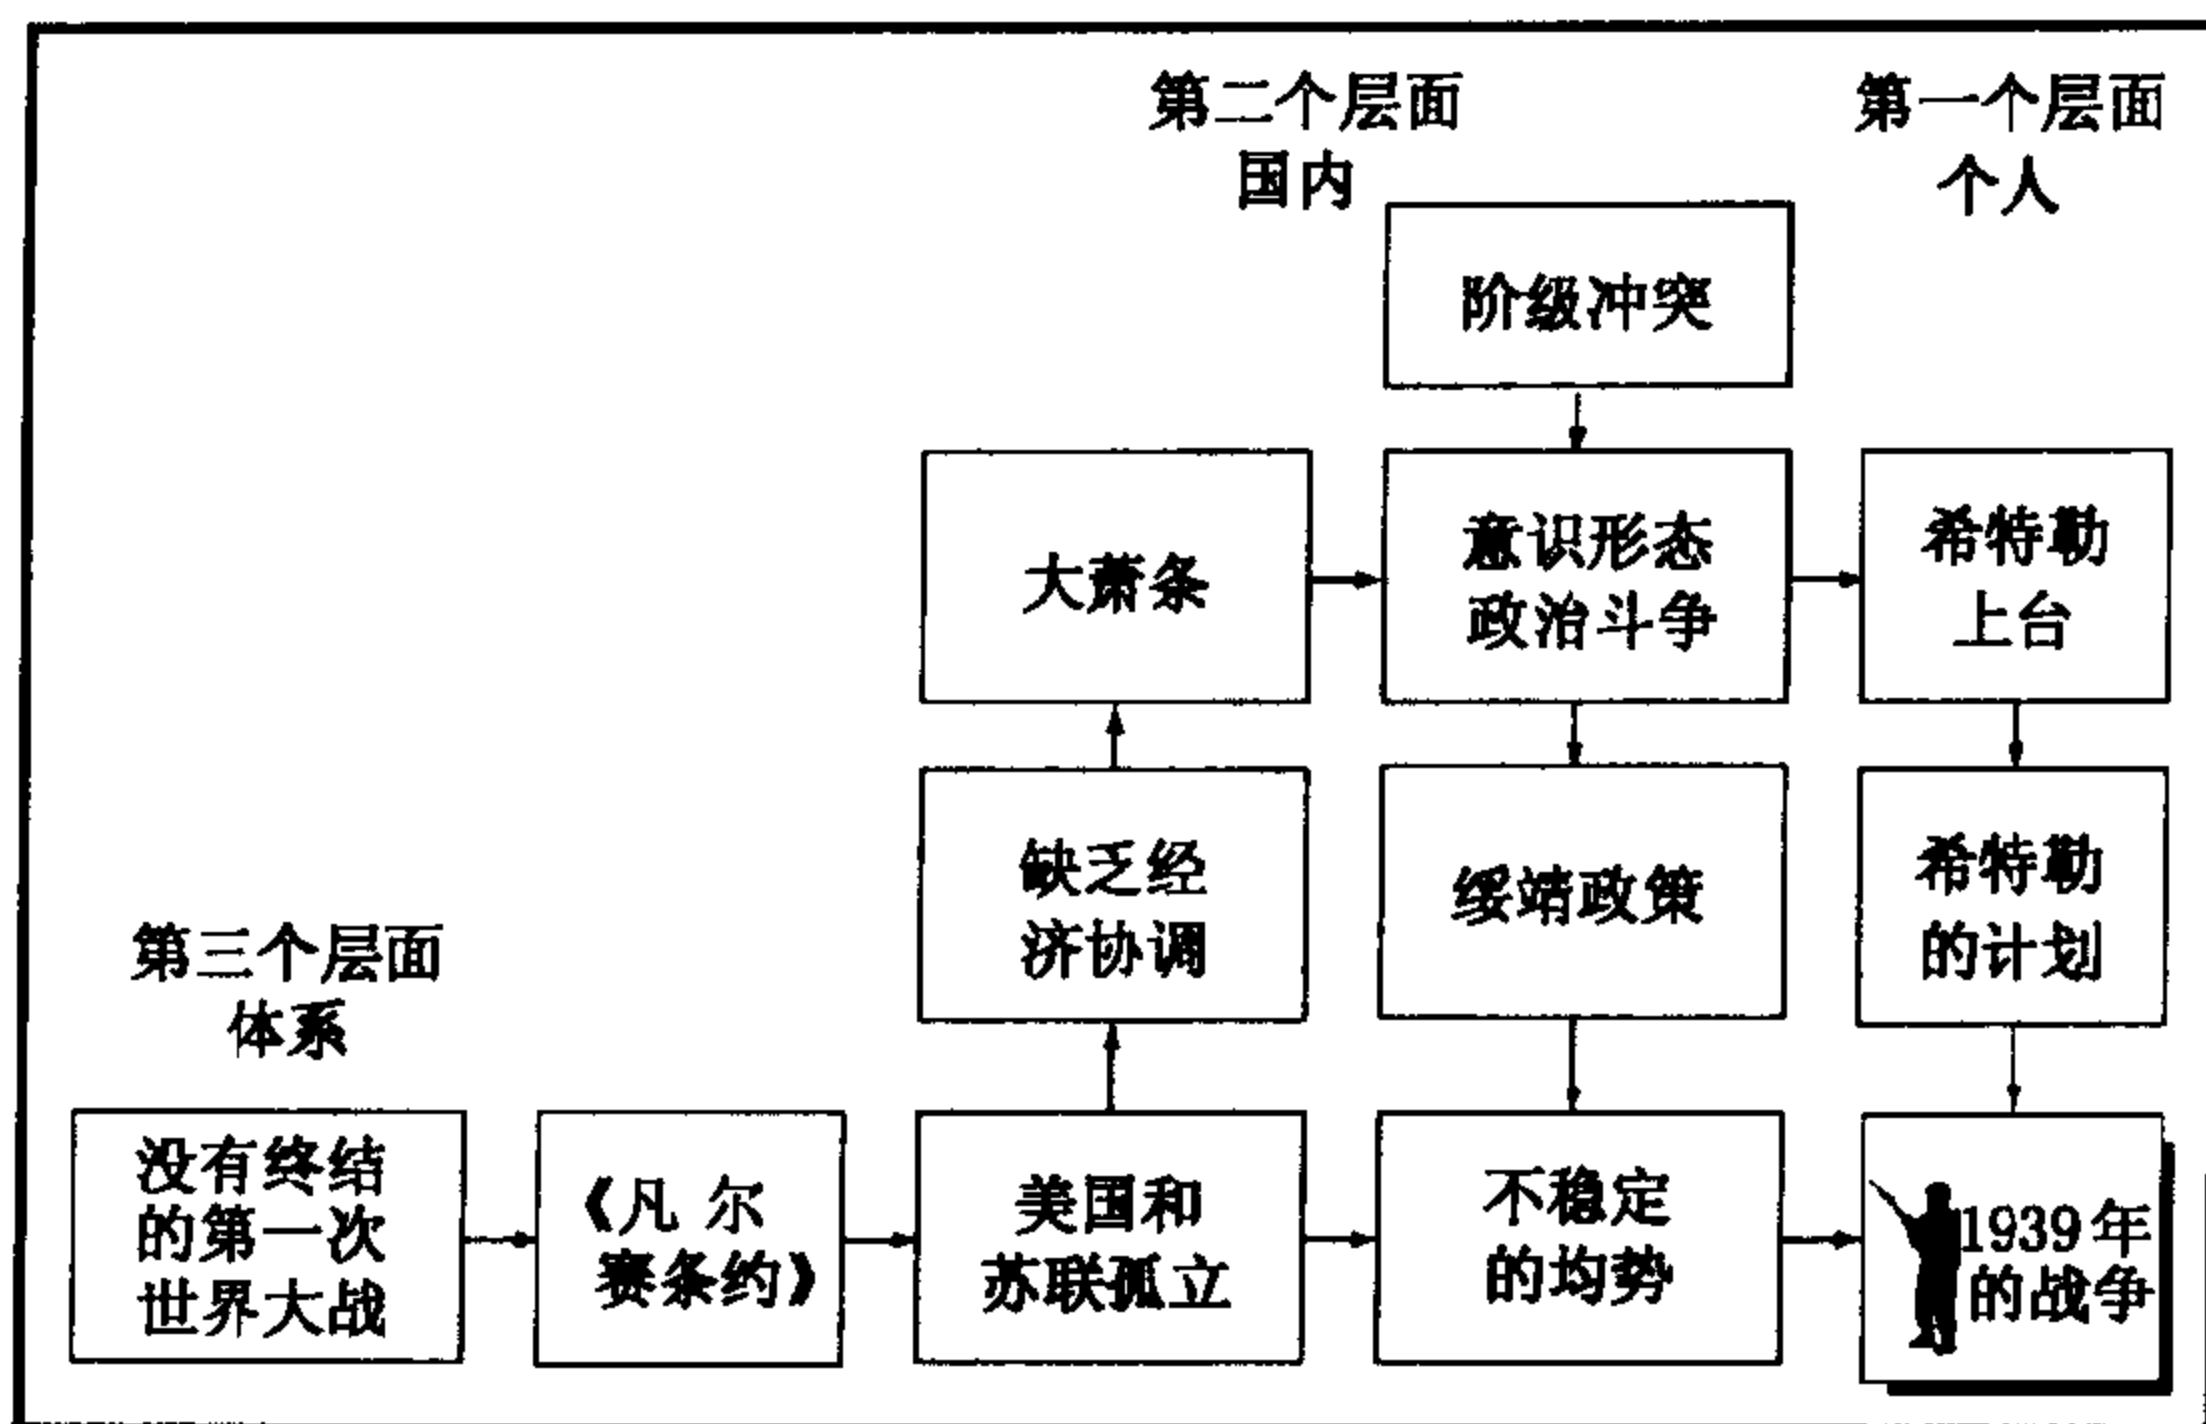 第二个层面
国内
第一个层面
个人
阶级冲突
大萧条
意识形态
政治斗争
希特勒
上台
缺乏经
济协调
绥靖政策
希特勒
的计划
第三个层面
体系
没有终结
的第一次
世界大战
《凡尔
赛条约》
美国和
苏联孤立
不稳定
的均势
1939年
的战争